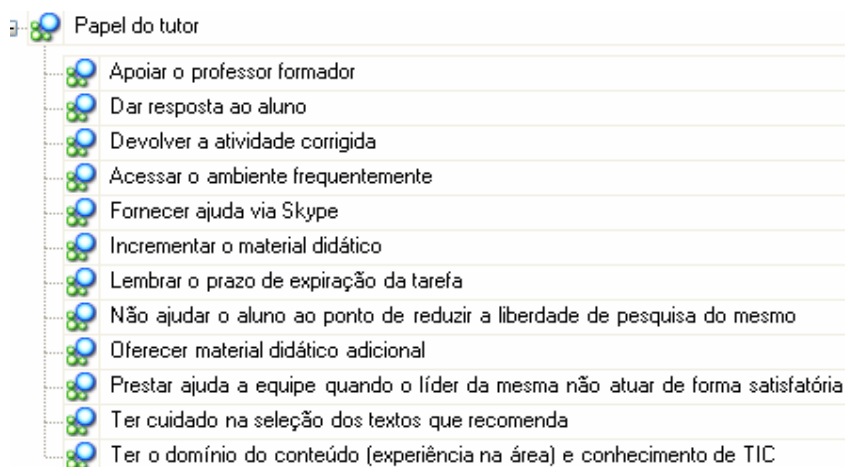 Papel do tutor
Apoiar o professor formador
Dar resposta ao aluno
Devolver a atividade corrigida
Acessar o ambiente frequentemente
Fornecer ajuda via Skype
Incrementar o material didático
Lembrar o prazo de expiração da tarefa
Não ajudar o aluno ao ponto de reduzir a liberdade de pesquisa do mesmo
Oferecer material didático adicional
Prestar ajuda a equipe quando o líder da mesma não atuar de forma satisfatória
Ter cuidado na seleção dos textos que recomenda
Ter o domínio do conteúdo (experiência na área) e conhecimento de TIC